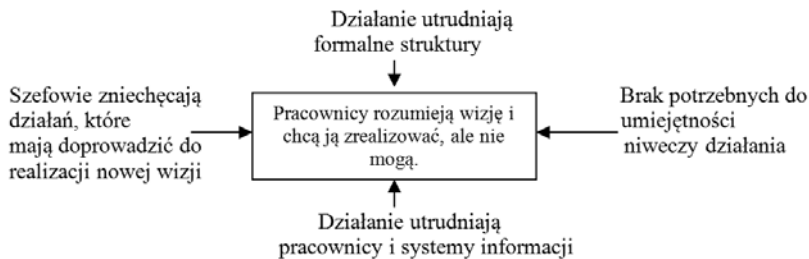 Działanie utrudniają
formalne struktury
Szefowie zniechęcają
działań, które
mają doprowadzić do
realizacji nowej wizji
Pracownicy rozumieją wizję i
chcą ją zrealizować, ale nie
mogą.
Brak potrzebnych do
umiejętności
niweczy działania
Działanie utrudniają
pracownicy i systemy informacji